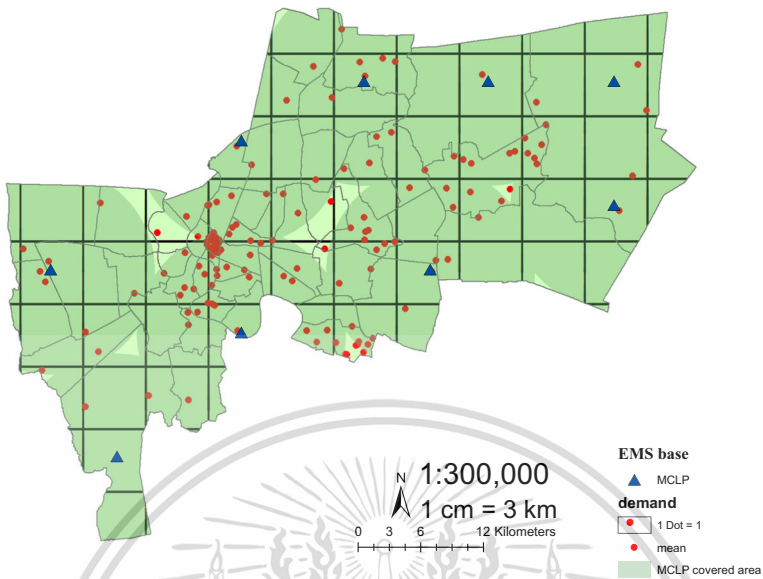 N
1:300,000
1 cm = 3 km
0 3 6 12 Kilometers
EMS base
MCLP
demand
1 Dot = 1
mean
MCLP covered area